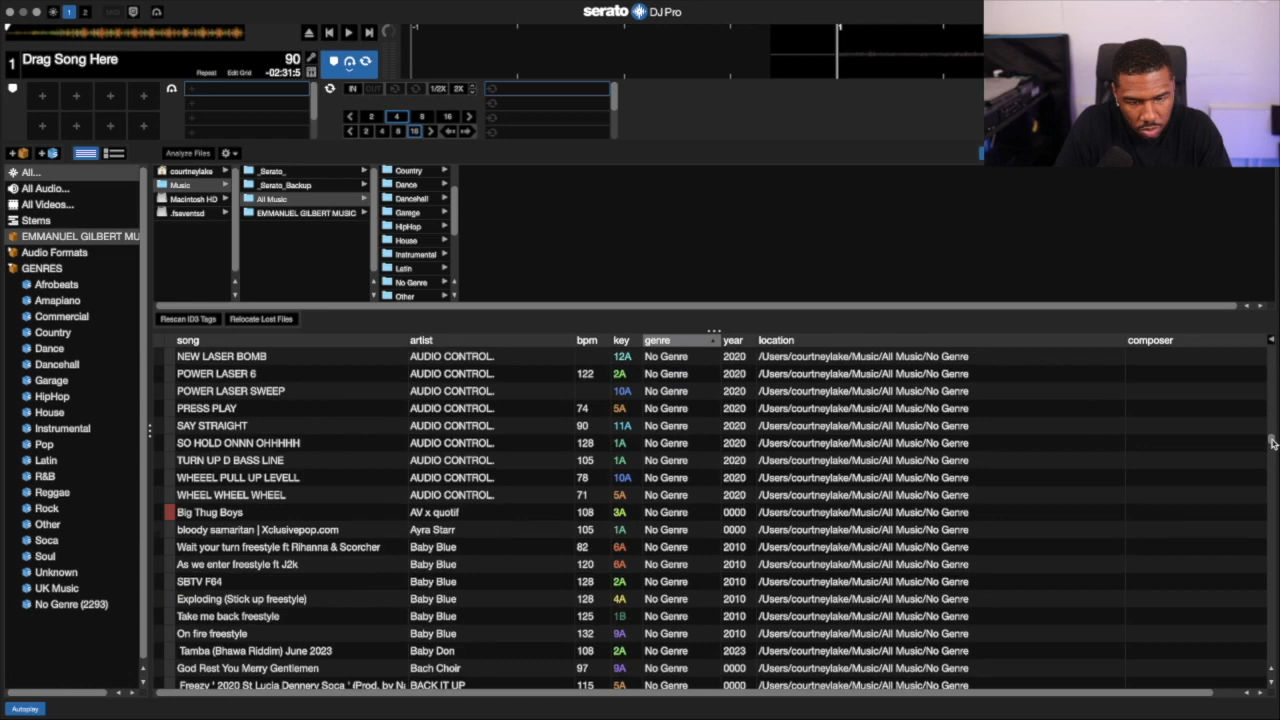 1 2
serato DJ Pro
-1
1
1 Drag Song Here 90
Repeat Edit Grid -02:31:5
IN OUT 1/2X 2X
2 4 8 16
2 4 8 16
Analyze Files
All...
All Audio...
All Videos...
Stems
EMMANUEL GILBERT MU
Audio Formats
GENRES
Afrobeats
Amapiano
Commercial
Country
Dance
Dancehall
Garage
HipHop
House
Instrumental
Pop
Latin
R&B
Reggae
Rock
Other
Soca
Soul
Unknown
UK Music
No Genre (2293)
courtneylake
Music
Macintosh HD
.fsaventsd
_Serato_
_Serato_Backup
All Music
EMMANUEL GILBERT MUSIC
Country
Dance
Dancehall
Garage
HipHop
House
Instrumental
Latin
No Genre
Other
Rescan ID3 Tags Relocate Lost Files
song artist bpm key genre year location composer
NEW LASER BOMB AUDIO CONTROL. 12A No Genre 2020 /Users/courtneylake/Music/All Music/No Genre
POWER LASER 6 AUDIO CONTROL. 122 2A No Genre 2020 /Users/courtneylake/Music/All Music/No Genre
POWER LASER SWEEP AUDIO CONTROL. 10A No Genre 2020 /Users/courtneylake/Music/All Music/No Genre
PRESS PLAY AUDIO CONTROL. 74 5A No Genre 2020 /Users/courtneylake/Music/All Music/No Genre
SAY STRAIGHT AUDIO CONTROL. 90 11A No Genre 2020 /Users/courtneylake/Music/All Music/No Genre
SO HOLD ONNN OHHHHH AUDIO CONTROL. 128 1A No Genre 2020 /Users/courtneylake/Music/All Music/No Genre
TURN UP D BASS LINE AUDIO CONTROL. 105 1A No Genre 2020 /Users/courtneylake/Music/All Music/No Genre
WHEEEL PULL UP LEVELL AUDIO CONTROL. 78 10A No Genre 2020 /Users/courtneylake/Music/All Music/No Genre
WHEEL WHEEL WHEEL AUDIO CONTROL. 71 5A No Genre 2020 /Users/courtneylake/Music/All Music/No Genre
Big Thug Boys AV x quotif 108 3A No Genre 0000 /Users/courtneylake/Music/All Music/No Genre
bloody samaritan | Xclusivepop.com Ayra Starr 105 1A No Genre 0000 /Users/courtneylake/Music/All Music/No Genre
Wait your turn freestyle ft Rihanna & Scorcher Baby Blue 82 6A No Genre 2010 /Users/courtneylake/Music/All Music/No Genre
As we enter freestyle ft J2k Baby Blue 120 6A No Genre 2010 /Users/courtneylake/Music/All Music/No Genre
SBTV F64 Baby Blue 128 2A No Genre 2010 /Users/courtneylake/Music/All Music/No Genre
Exploding (Stick up freestyle) Baby Blue 128 4A No Genre 2010 /Users/courtneylake/Music/All Music/No Genre
Take me back freestyle Baby Blue 125 1B No Genre 2010 /Users/courtneylake/Music/All Music/No Genre
On fire freestyle Baby Blue 132 9A No Genre 2010 /Users/courtneylake/Music/All Music/No Genre
Tamba (Bhawa Riddim) June 2023 Baby Don 108 2A No Genre 2023 /Users/courtneylake/Music/All Music/No Genre
God Rest You Merry Gentlemen Bach Choir 97 9A No Genre 0000 /Users/courtneylake/Music/All Music/No Genre
Freezy ' 2020 St Lucia Dennery Soca ' (Prod. by Na BACK IT UP 115 5A No Genre 0000 /Users/courtneylake/Music/All Music/No Genre
Autoplay